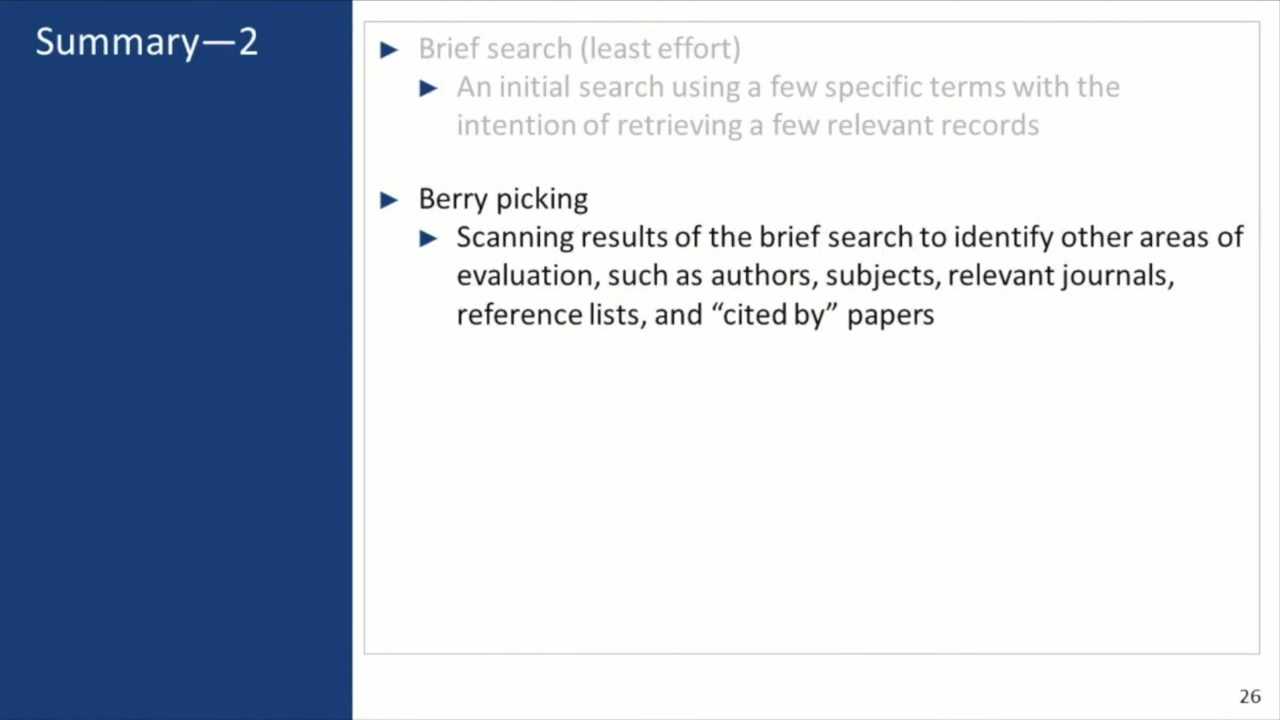 Summary—2
Brief search (least effort)
An initial search using a few specific terms with the
intention of retrieving a few relevant records
Berry picking
Scanning results of the brief search to identify other areas of
evaluation, such as authors, subjects, relevant journals,
reference lists, and “cited by” papers
26